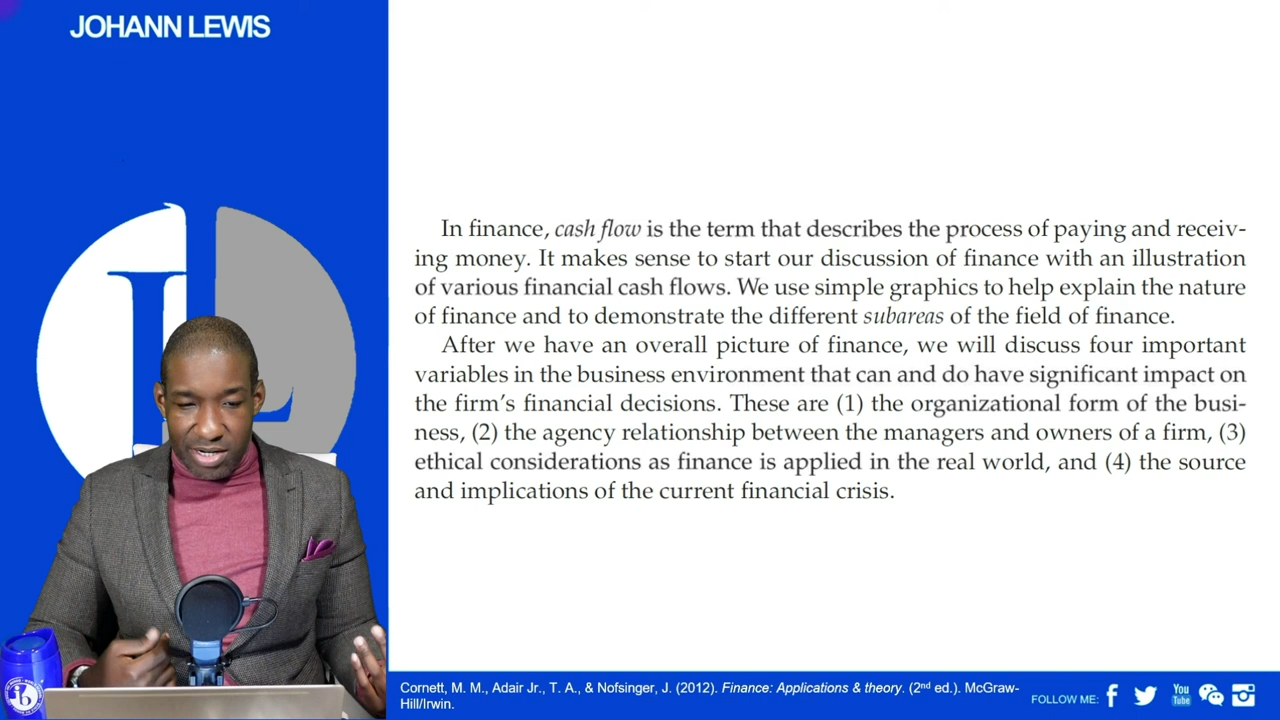 JOHANN LEWIS
In finance, cash flow is the term that describes the process of paying and receiv-
ing money. It makes sense to start our discussion of finance with an illustration
of various financial cash flows. We use simple graphics to help explain the nature
of finance and to demonstrate the different subareas of the field of finance.
After we have an overall picture of finance, we will discuss four important
variables in the business environment that can and do have significant impact on
the firm's financial decisions. These are (1) the organizational form of the busi-
ness, (2) the agency relationship between the managers and owners of a firm, (3)
ethical considerations as finance is applied in the real world, and (4) the source
and implications of the current financial crisis.
Cornett, M. M., Adair Jr., T. A., & Nofsinger, J. (2012). Finance: Applications & theory. (2nd ed.). McGraw-
Hill/Irwin.
FOLLOW ME:
You
Tube